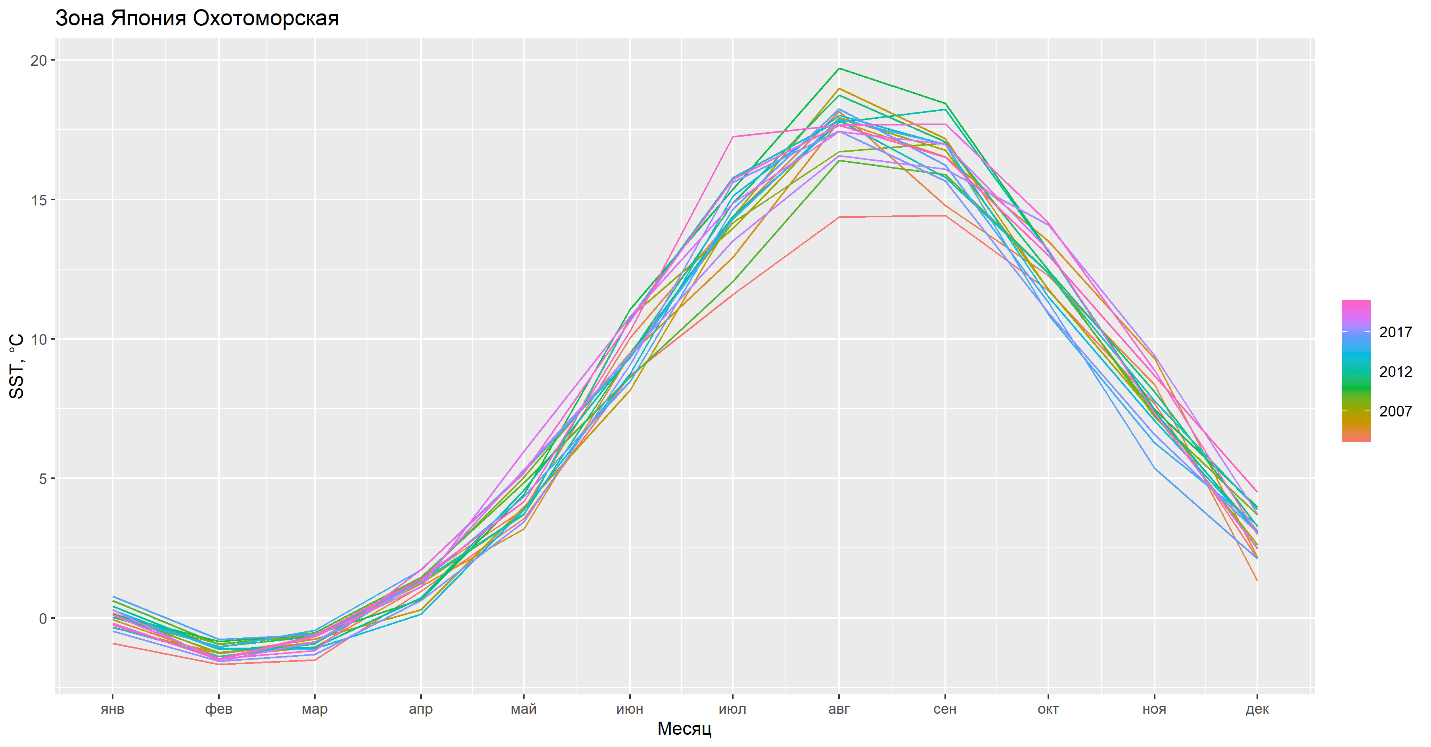 Зона Япония Охотоморская
20
15
10
5
0
SST, °C
янв фев мар апр май июн июл авг сен окт ноя дек
Месяц
2017
2012
2007